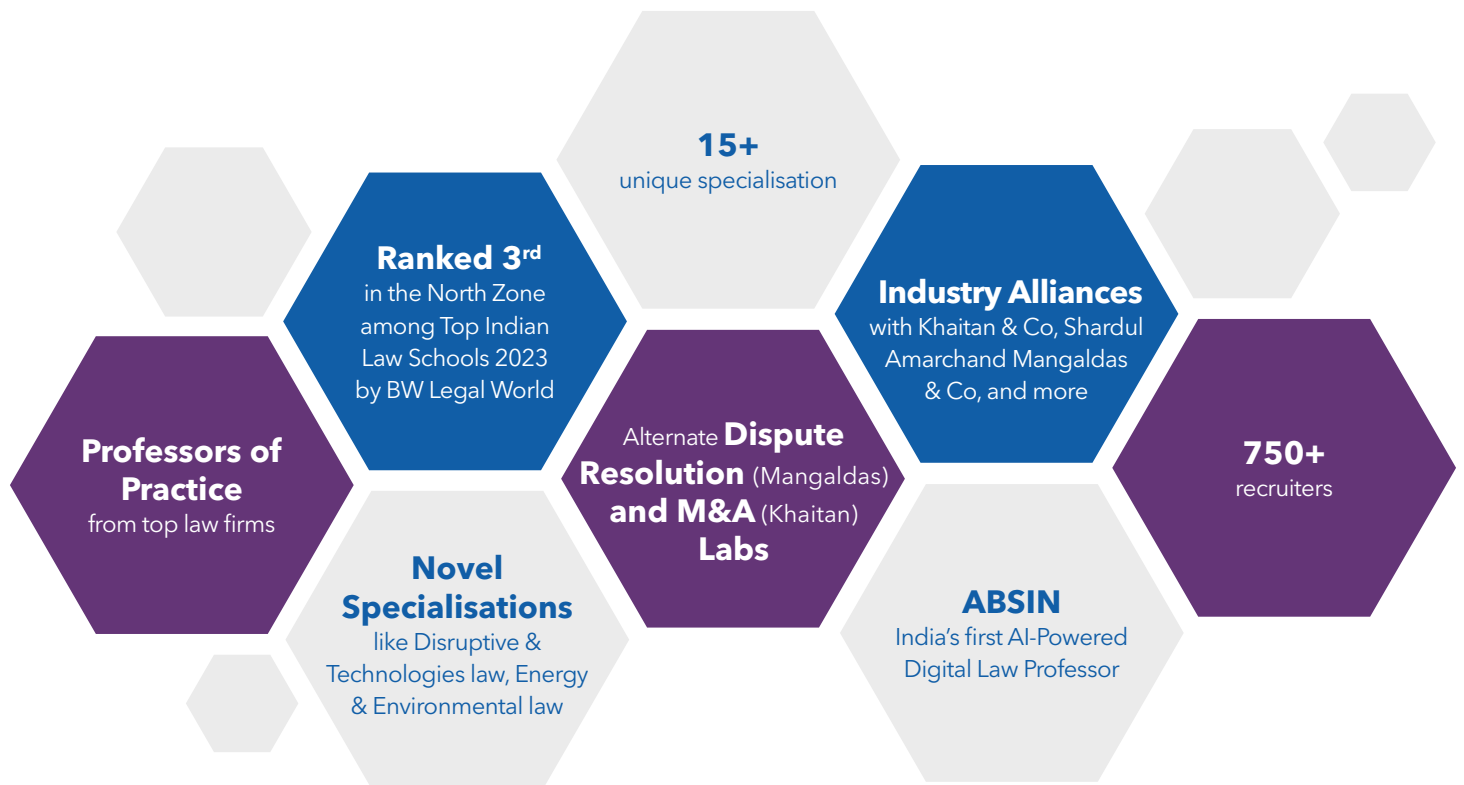 15+
unique specialisation
Ranked 3rd
in the North Zone
among Top Indian
Law Schools 2023
by BW Legal World
Industry Alliances
with Khaitan & Co, Shardul
Amarchand Mangaldas
& Co, and more
Professors of
Practice
from top law firms
Alternate Dispute
Resolution (Mangaldas)
and M&A (Khaitan)
Labs
750+
recruiters
Novel
Specialisations
like Disruptive &
Technologies law, Energy
& Environmental law
ABSIN
India’s first AI-Powered
Digital Law Professor